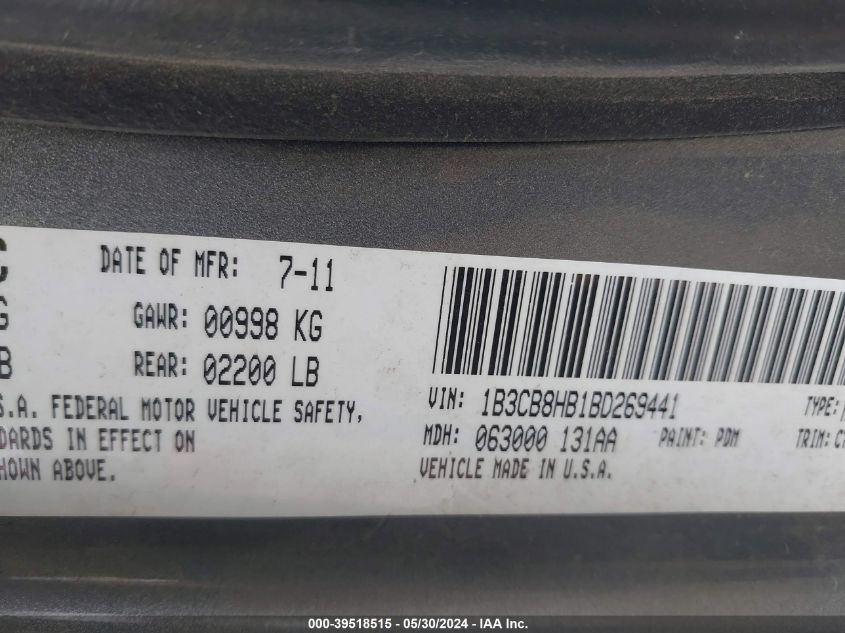 C
DATE OF MFR: 7-11
G GAWR: 00998 KG
B REAR: 02200 LB
S.A. FEDERAL MOTOR VEHICLE SAFETY,
DARDS IN EFFECT ON
HOWN ABOVE.
VIN: 1B3CB8HB1BD269441 TYPE:
MDH: 063000 131AA PAINT: PDM TRIM:
VEHICLE MADE IN U.S.A.
000-39518515 - 05/30/2024 - IAA Inc.